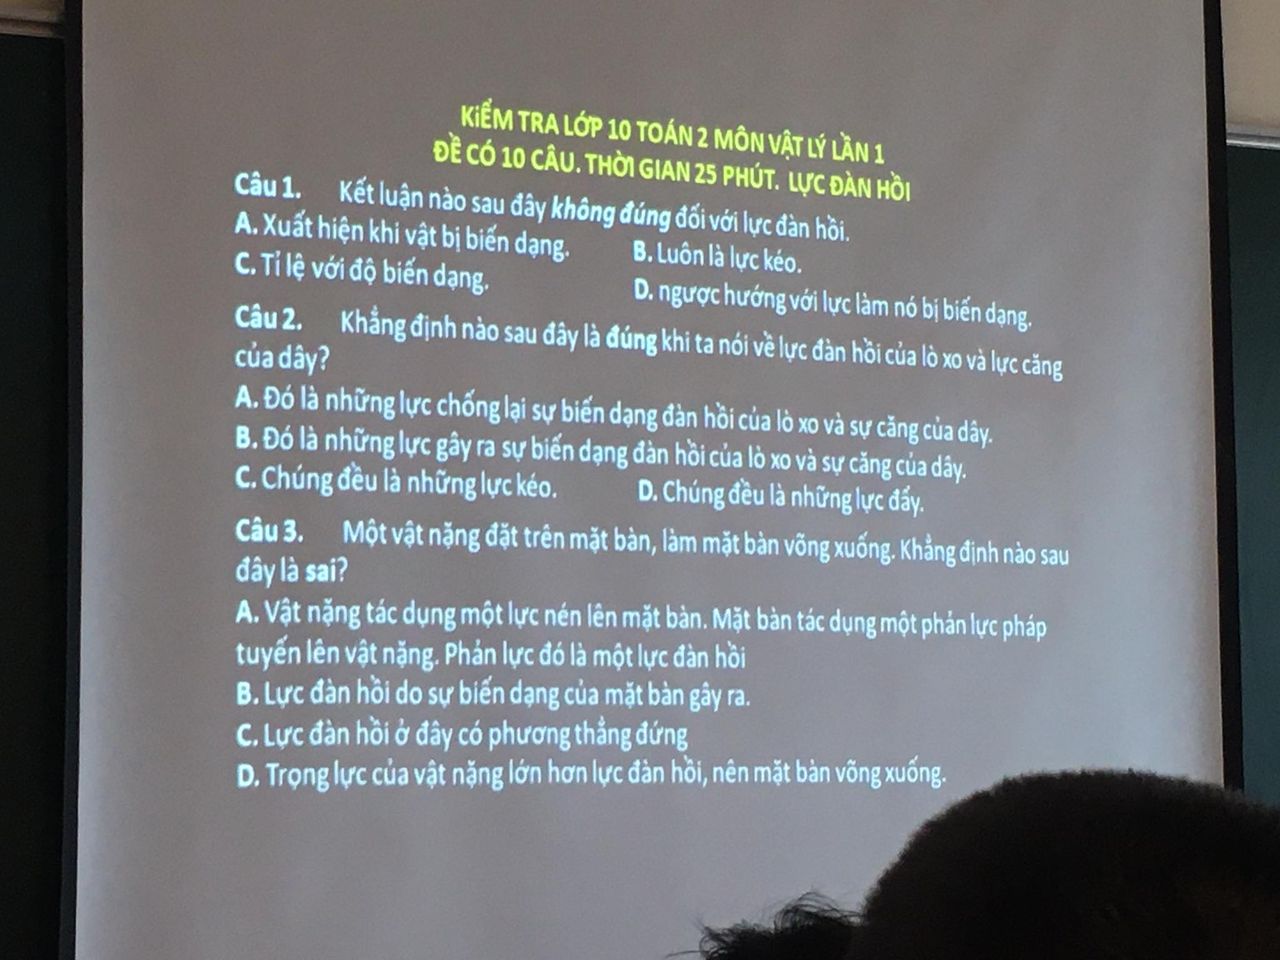 KiỂM TRA LỚP 10 TOÁN 2 MÔN VẬT LÝ LẦN 1
ĐỀ CÓ 10 CÂU. THỜI GIAN 25 PHÚT. LỰC ĐÀN HỒI
Câu 1. Kết luận nào sau đây không đúng đối với lực đàn hồi.
A. Xuất hiện khi vật bị biến dạng. B. Luôn là lực kéo.
C. Tỉ lệ với độ biến dạng. D. ngược hướng với lực làm nó bị biến dạng.
Câu 2. Khẳng định nào sau đây là đúng khi ta nói về lực đàn hồi của lò xo và lực căng
của dây?
A. Đó là những lực chống lại sự biến dạng đàn hồi của lò xo và sự căng của dây.
B. Đó là những lực gây ra sự biến dạng đàn hồi của lò xo và sự căng của dây.
C. Chúng đều là những lực kéo. D. Chúng đều là những lực đẩy.
Câu 3. Một vật nặng đặt trên mặt bàn, làm mặt bàn võng xuống. Khẳng định nào sau
đây là sai?
A. Vật nặng tác dụng một lực nén lên mặt bàn. Mặt bàn tác dụng một phản lực pháp
tuyến lên vật nặng. Phản lực đó là một lực đàn hồi
B. Lực đàn hồi do sự biến dạng của mặt bàn gây ra.
C. Lực đàn hồi ở đây có phương thẳng đứng
D. Trọng lực của vật nặng lớn hơn lực đàn hồi, nên mặt bàn võng xuống.